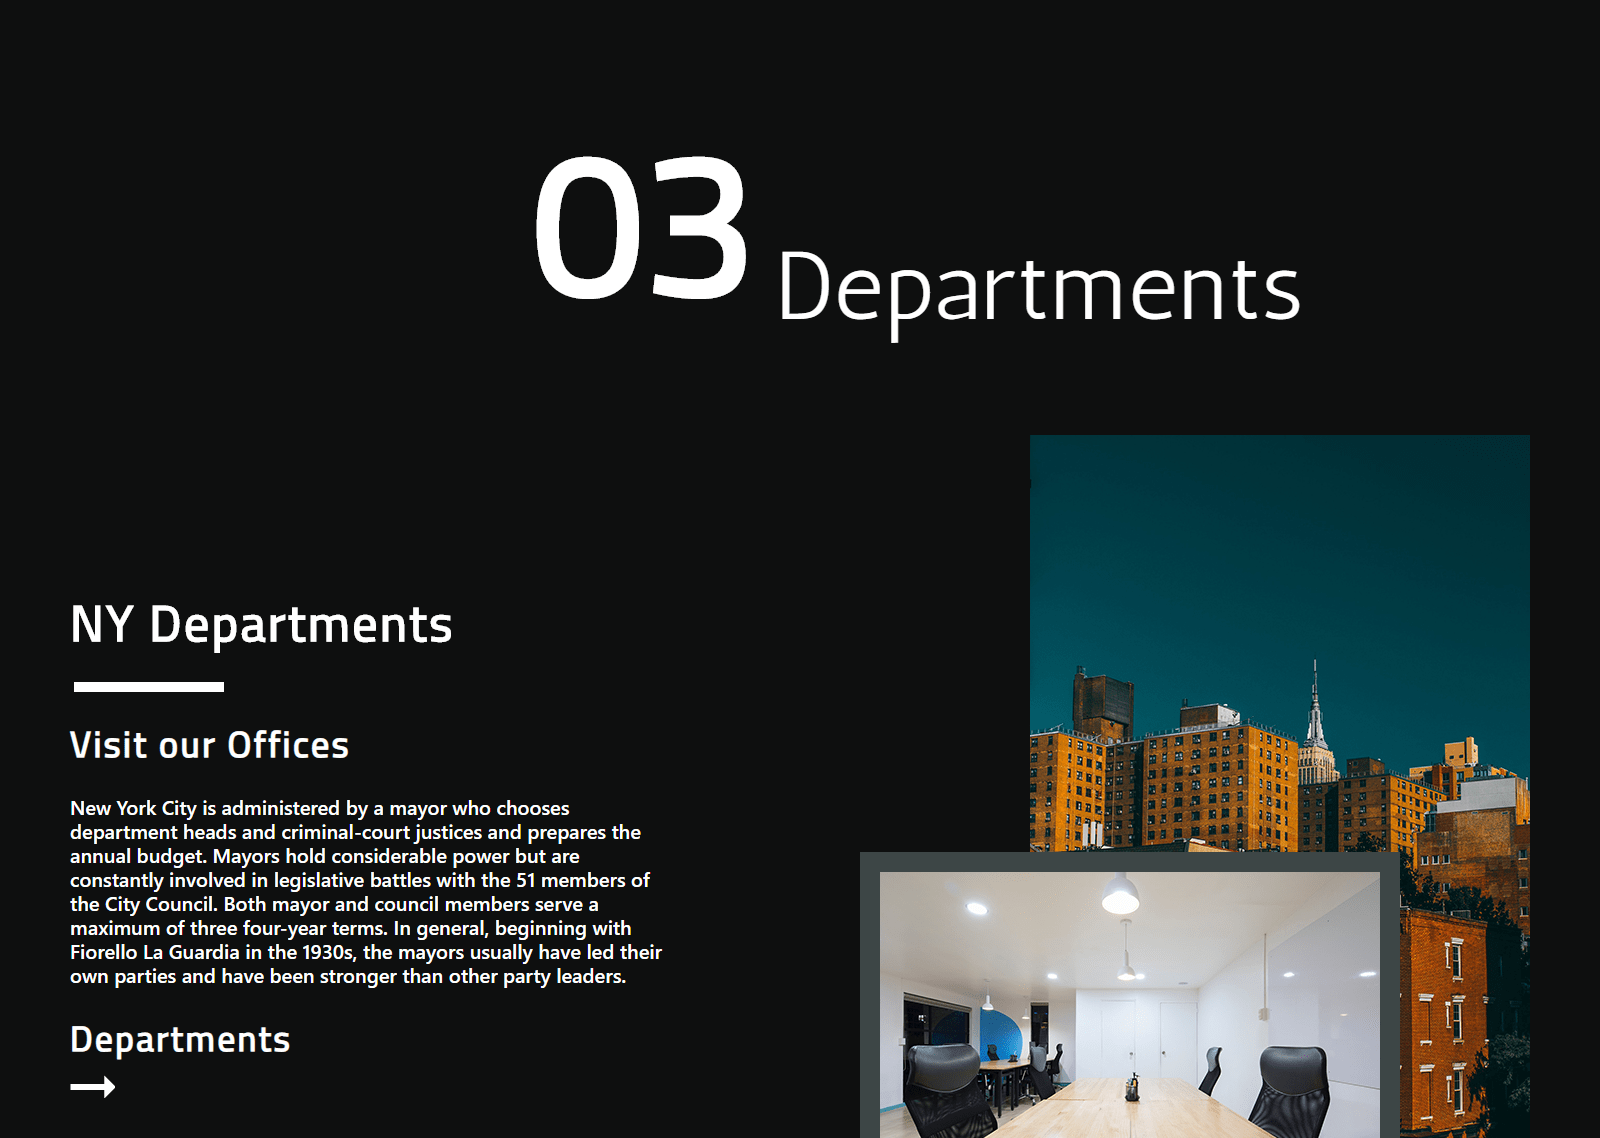 03
Departments
NY Departments
Visit our Offices
New York City is administered by a mayor who chooses
department heads and criminal-court justices and prepares the
annual budget. Mayors hold considerable power but are
constantly involved in legislative battles with the 51 members of
the City Council. Both mayor and council members serve a
maximum of three four-year terms. In general, beginning with
Fiorello La Guardia in the 1930s, the mayors usually have led their
own parties and have been stronger than other party leaders.
Departments